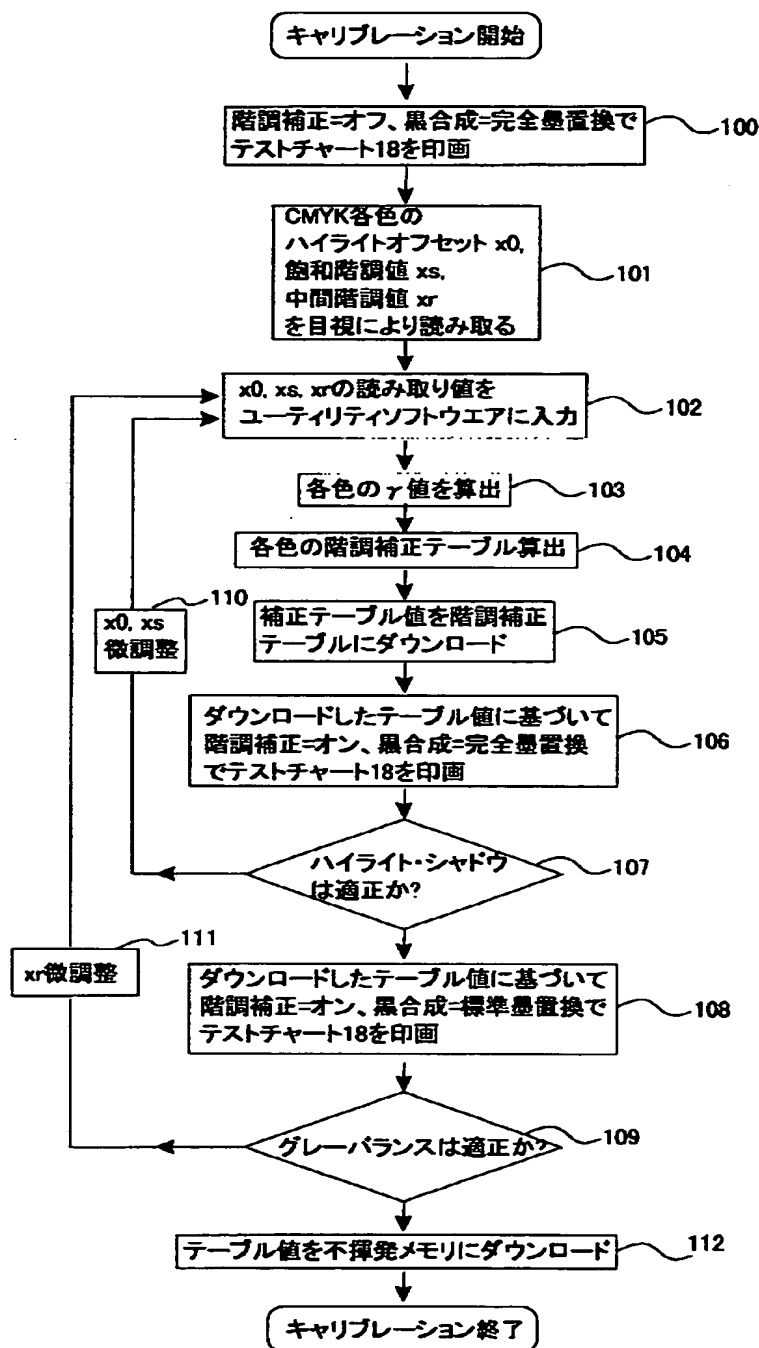 キャリブレーション開始
階調補正=オフ、黒合成=完全墨置換で
テストチャート18を印画
100
CMYK各色の
ハイライトオフセット x0,
飽和階調値 xs,
中間階調値 xr
を目視により読み取る
101
x0, xs, xrの読み取り値を
ユーティリティソフトウエアに入力
102
各色のγ値を算出
103
各色の階調補正テーブル算出
104
補正テーブル値を階調補正
テーブルにダウンロード
105
110
x0, xs
微調整
ダウンロードしたテーブル値に基づいて
階調補正=オン、黒合成=完全墨置換
でテストチャート18を印画
106
ハイライト・シャドウ
は適正か?
107
111
xr微調整
ダウンロードしたテーブル値に基づいて
階調補正=オン、黒合成=標準墨置換で
テストチャート18を印画
108
グレーバランスは適正か?
109
テーブル値を不揮発メモリにダウンロード
112
キャリブレーション終了